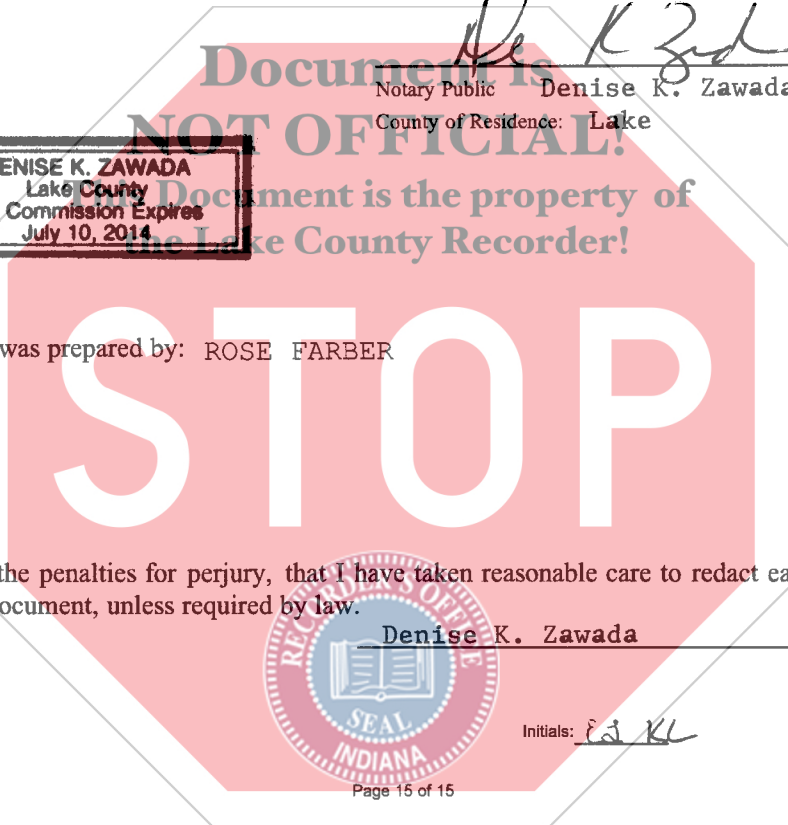 Document is
Notary Public Denise K. Zawada
County of Residence: Lake
NOT OFFICIAL!
ENISE K. ZAWADA
Lake County
Commission Expires
July 10, 2014
This Document is the property of
the Lake County Recorder!
was prepared by: ROSE FARBER
STOP
the penalties for perjury, that I have taken reasonable care to redact ea
ocument, unless required by law.
Denise K. Zawada
RECORDER'S OFFICE
SEAL
INDIANA
Initials: KL
Page 15 of 15